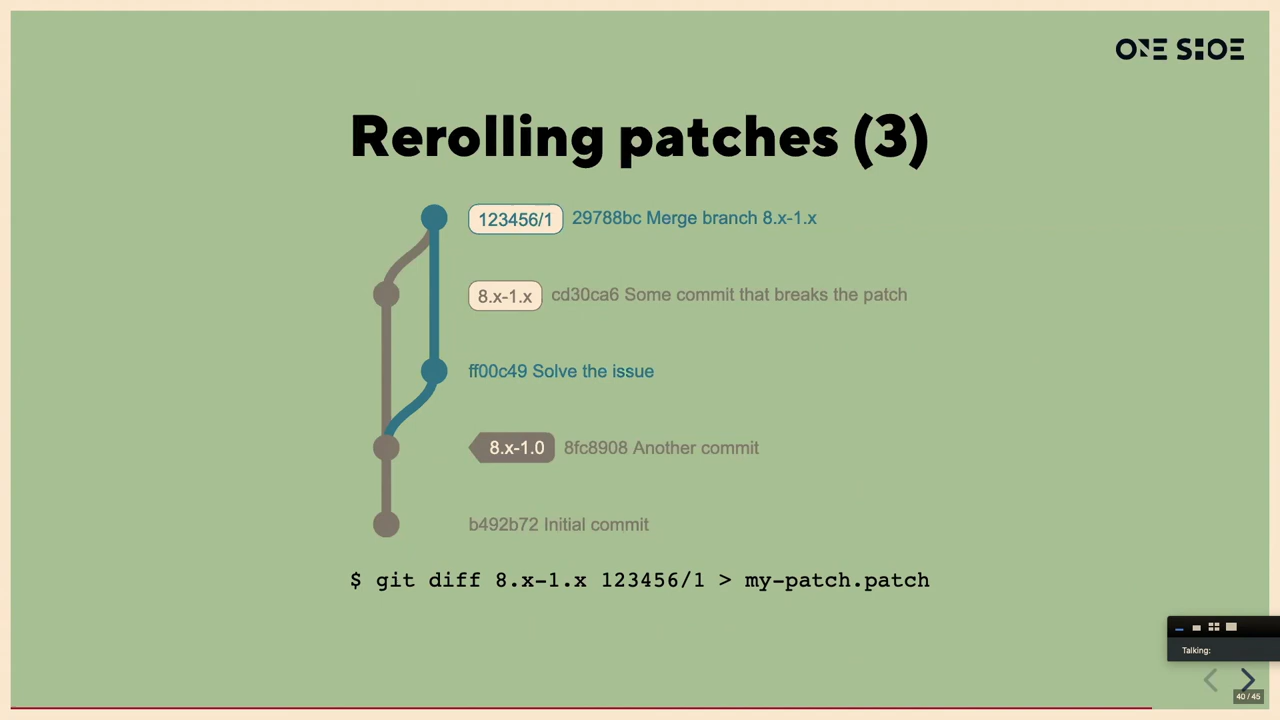 ONE SHOE
Rerolling patches (3)
123456/1 29788bc Merge branch 8.x-1.x
8.x-1.x cd30ca6 Some commit that breaks the patch
ff00c49 Solve the issue
8.x-1.0 8fc8908 Another commit
b492b72 Initial commit
$ git diff 8.x-1.x 123456/1 > my-patch.patch
Talking:
40 / 45